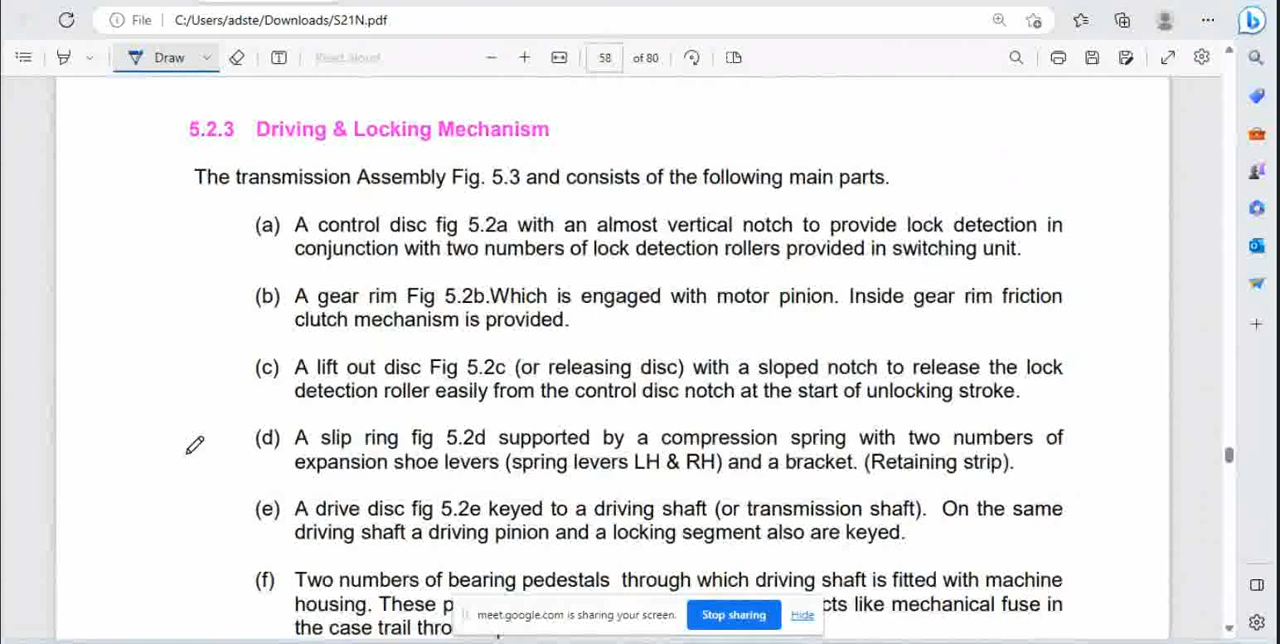 File
C:/Users/adste/Downloads/S21N.pdf
Draw
Read aloud
58
of 80
5.2.3 Driving & Locking Mechanism
The transmission Assembly Fig. 5.3 and consists of the following main parts.
(a) A control disc fig 5.2a with an almost vertical notch to provide lock detection in
conjunction with two numbers of lock detection rollers provided in switching unit.
(b) A gear rim Fig 5.2b.Which is engaged with motor pinion. Inside gear rim friction
clutch mechanism is provided.
(c) A lift out disc Fig 5.2c (or releasing disc) with a sloped notch to release the lock
detection roller easily from the control disc notch at the start of unlocking stroke.
(d) A slip ring fig 5.2d supported by a compression spring with two numbers of
expansion shoe levers (spring levers LH & RH) and a bracket. (Retaining strip).
(e) A drive disc fig 5.2e keyed to a driving shaft (or transmission shaft). On the same
driving shaft a driving pinion and a locking segment also are keyed.
(f) Two numbers of bearing pedestals through which driving shaft is fitted with machine
housing. These p
cts like mechanical fuse in
the case trail thro
meet.google.com is sharing your screen.
Stop sharing
Hide